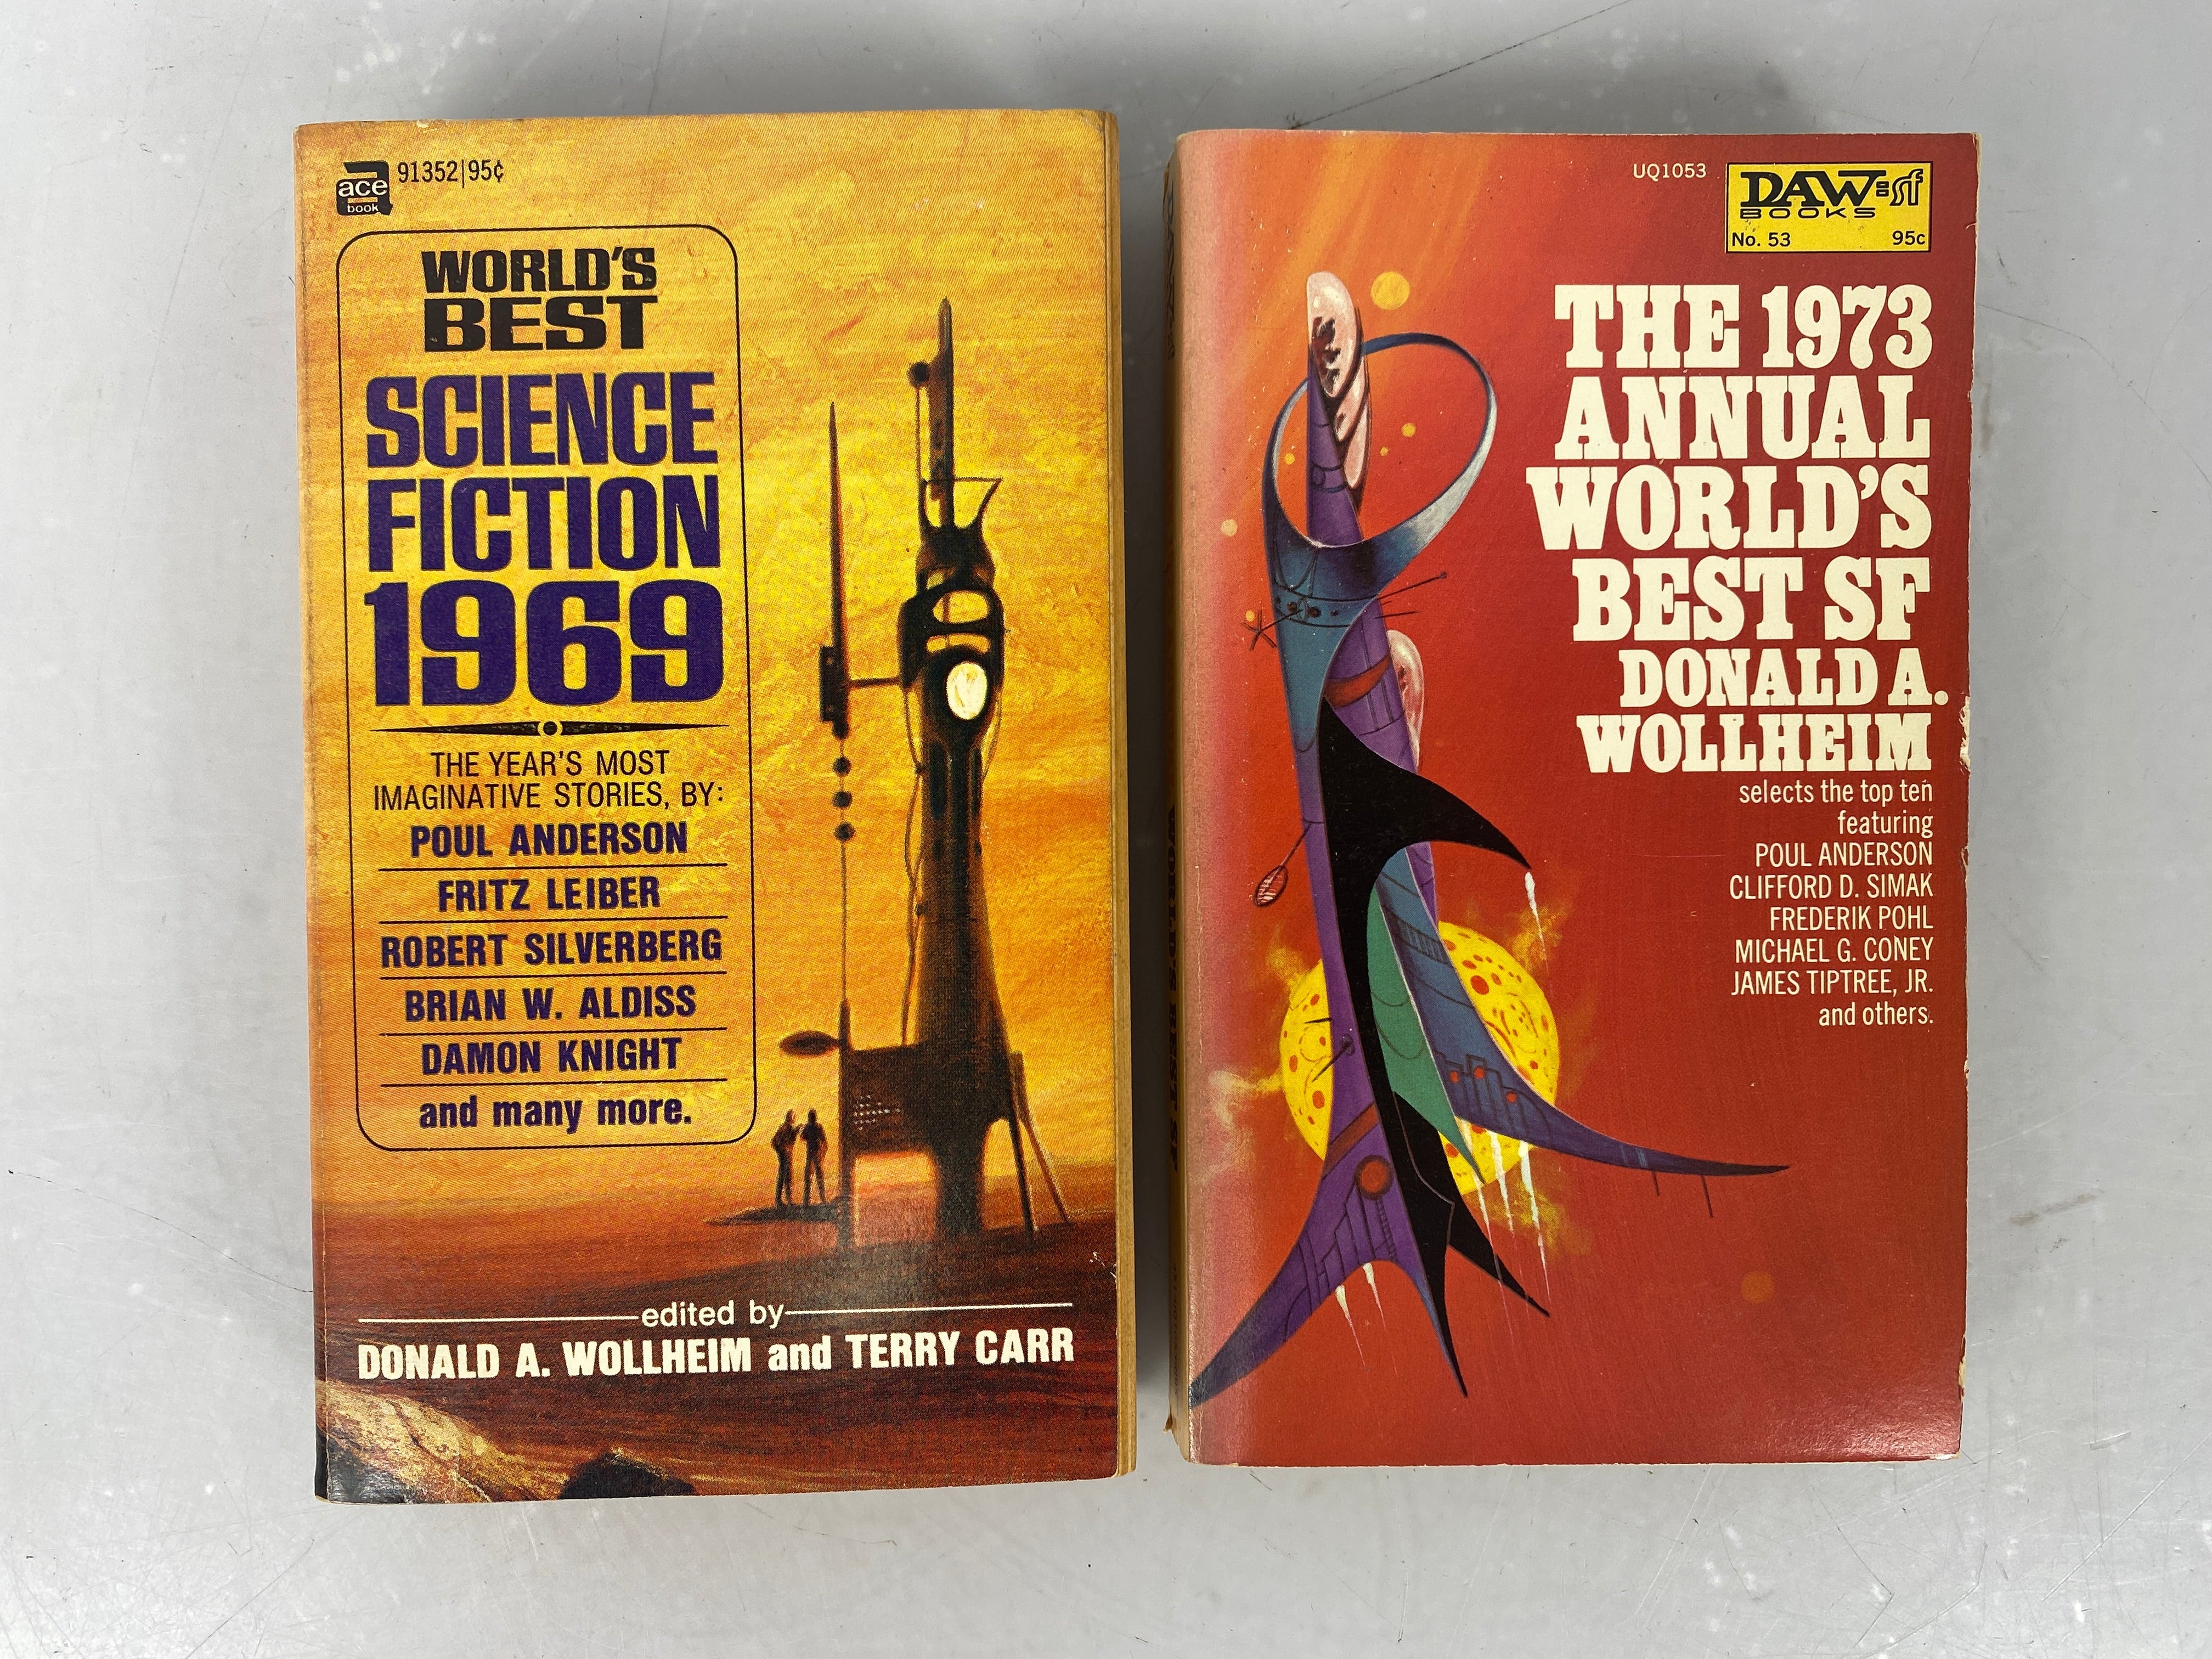 ace
book
91352|95¢
WORLD'S
BEST
SCIENCE
FICTION
1969
THE YEAR'S MOST
IMAGINATIVE STORIES, BY:
POUL ANDERSON
FRITZ LEIBER
ROBERT SILVERBERG
BRIAN W. ALDISS
DAMON KNIGHT
and many more.
edited by
DONALD A. WOLLHEIM and TERRY CARR
UQ1053
DAW sf
BOOKS
No. 53 95c
THE 1973
ANNUAL
WORLD'S
BEST SF
DONALD A.
WOLLHEIM
selects the top ten
featuring
POUL ANDERSON
CLIFFORD D. SIMAK
FREDERIK POHL
MICHAEL G. CONEY
JAMES TIPTREE, JR.
and others.